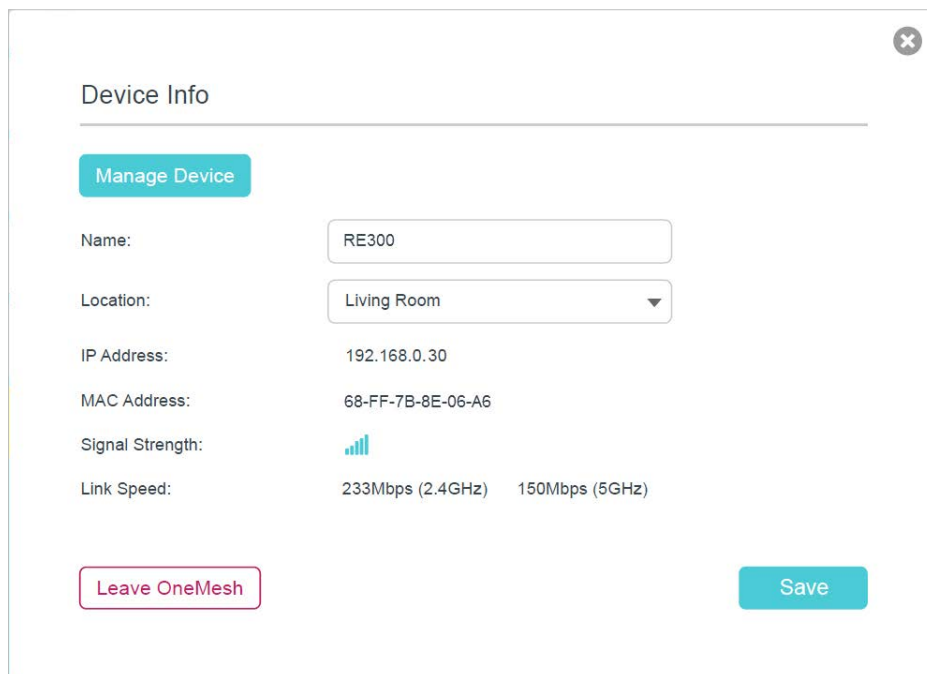 Device Info
Manage Device
Name: RE300
Location: Living Room
IP Address: 192.168.0.30
MAC Address: 68-FF-7B-8E-06-A6
Signal Strength:
Link Speed: 233Mbps (2.4GHz) 150Mbps (5GHz)
Leave OneMesh Save